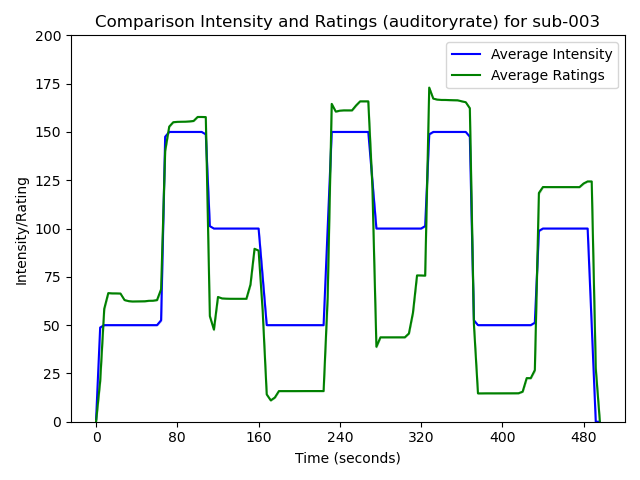 Comparison Intensity and Ratings (auditoryrate) for sub-003
Average Intensity
Average Ratings
Intensity/Rating
200
175
150
125
100
75
50
25
0
0 80 160 240 320 400 480
Time (seconds)